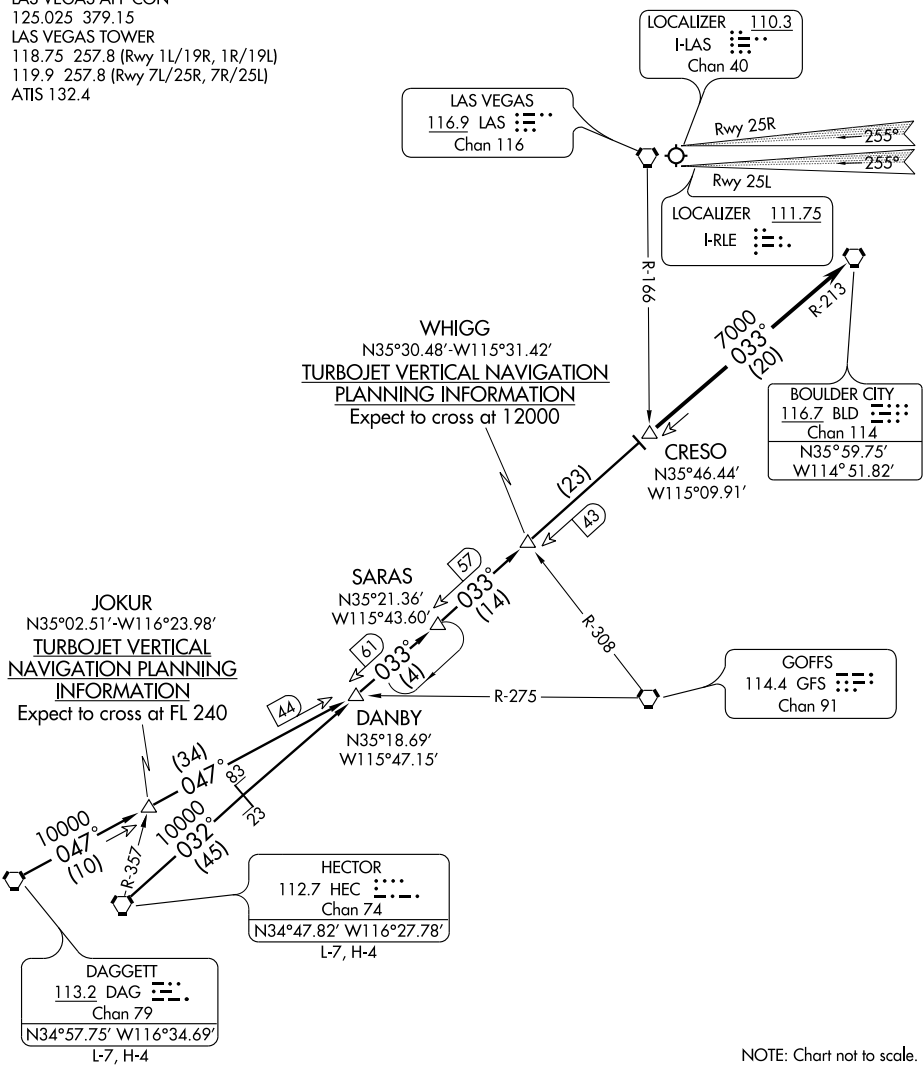 125.025 379.15
LAS VEGAS TOWER
118.75 257.8 (Rwy 1L/19R, 1R/19L)
119.9 257.8 (Rwy 7L/25R, 7R/25L)
ATIS 132.4
LOCALIZER 110.3
I-LAS
Chan 40
LAS VEGAS
116.9 LAS
Chan 116
Rwy 25R
255°
255°
Rwy 25L
LOCALIZER 111.75
I-RLE
R-166
R-213
7000
033°
(20)
WHIGG
N35°30.48'-W115°31.42'
TURBOJET VERTICAL NAVIGATION
PLANNING INFORMATION
Expect to cross at 12000
BOULDER CITY
116.7 BLD
Chan 114
N35°59.75'
W114°51.82'
CRESO
N35°46.44'
W115°09.91'
(23)
43
SARAS
N35°21.36'
W115°43.60'
57
033°
(14)
R-308
JOKUR
N35°02.51'-W116°23.98'
TURBOJET VERTICAL
NAVIGATION PLANNING
INFORMATION
Expect to cross at FL 240
61
033°
(4)
R-275
GOFFS
114.4 GFS
Chan 91
44
DANBY
N35°18.69'
W115°47.15'
(34)
047°
83
23
10000
047°
(10)
R-357
10000
032°
(45)
HECTOR
112.7 HEC
Chan 74
N34°47.82' W116°27.78'
L-7, H-4
DAGGETT
113.2 DAG
Chan 79
N34°57.75' W116°34.69'
L-7, H-4
NOTE: Chart not to scale.